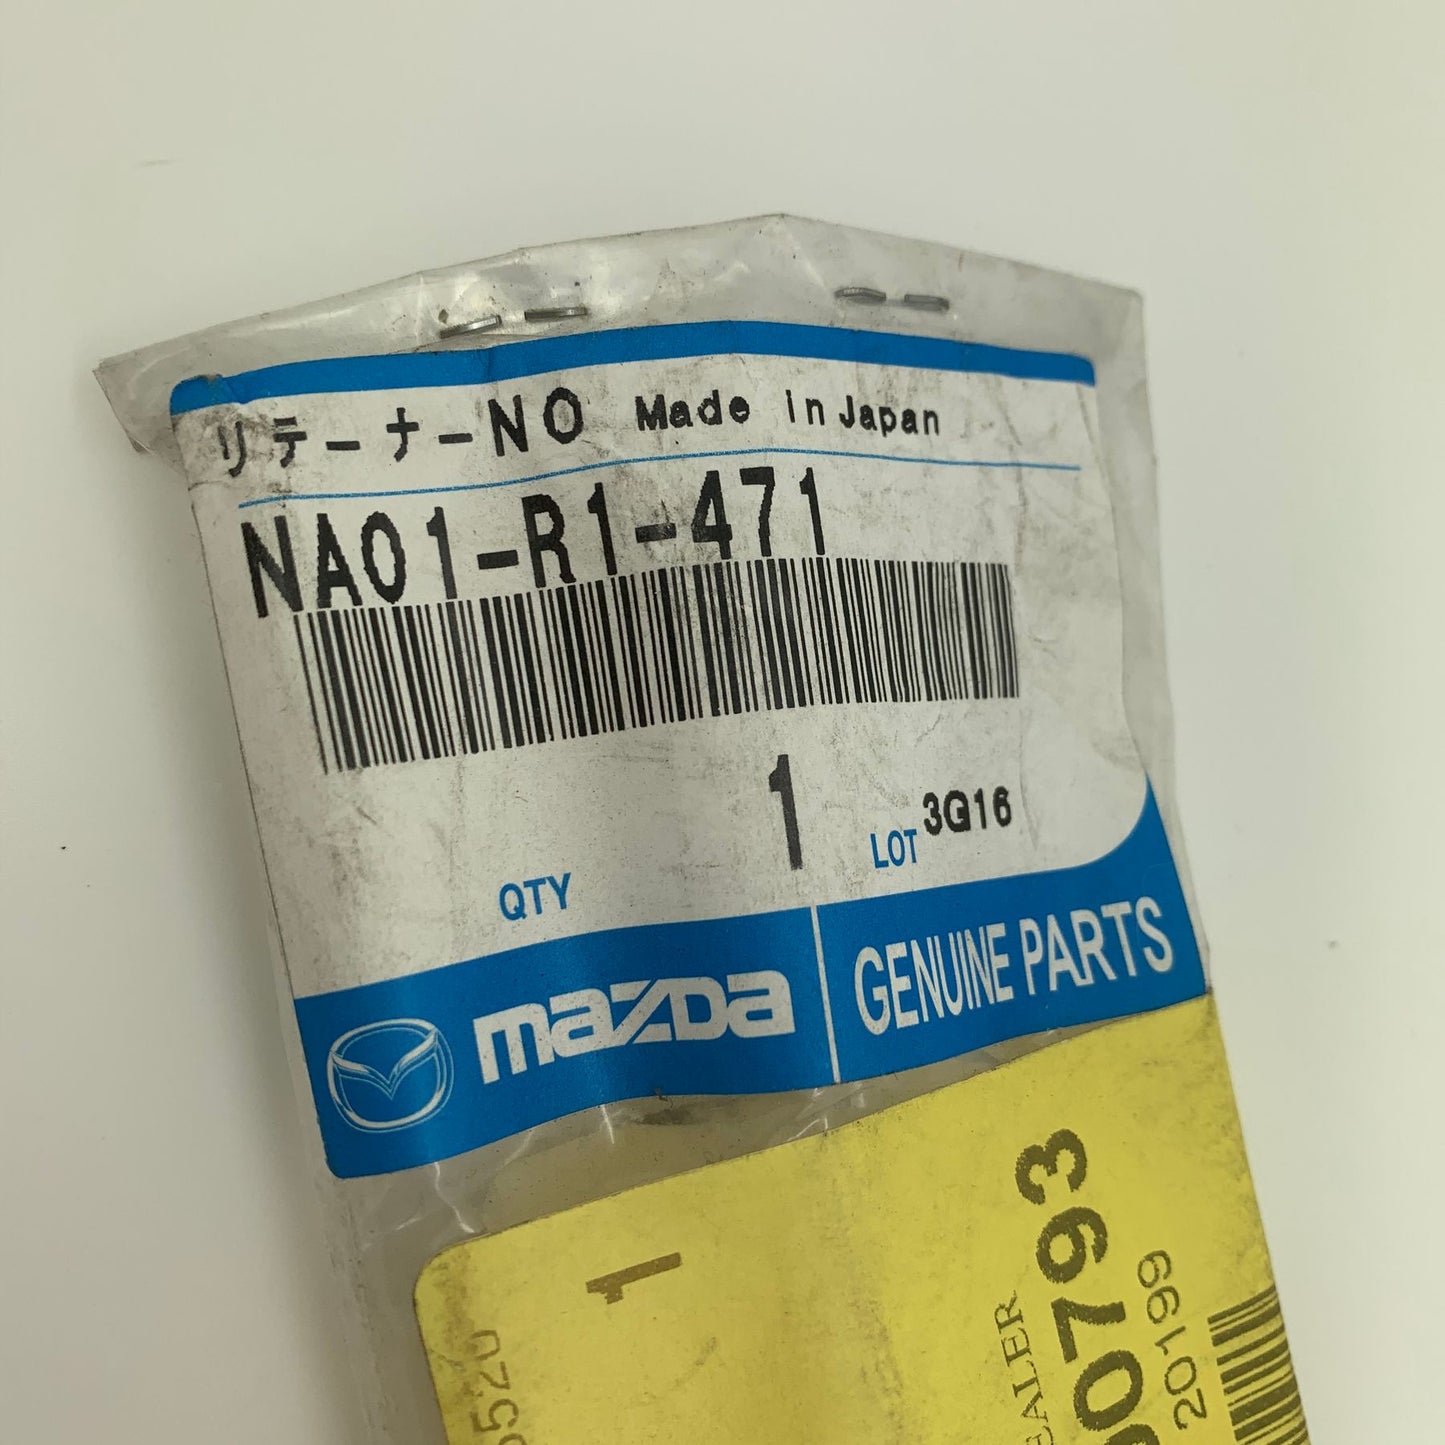 リテーナーNO Made in Japan
NA01-R1-471
1
QTY
LOT 3G16
mazda
GENUINE PARTS
1
20199